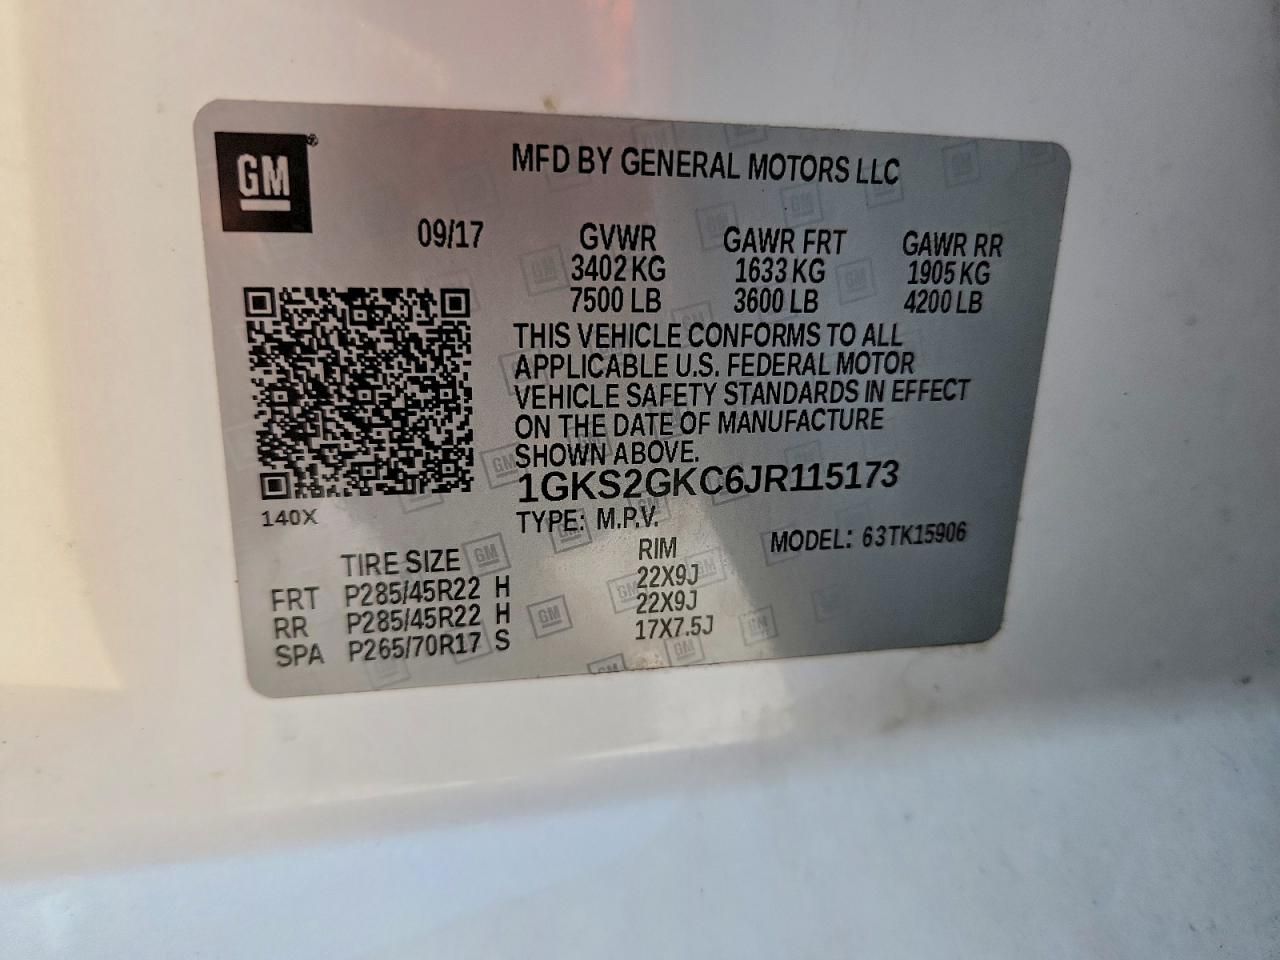 GM
MFD BY GENERAL MOTORS LLC
09/17 GVWR GAWR FRT GAWR RR
3402 KG 1633 KG 1905 KG
7500 LB 3600 LB 4200 LB
THIS VEHICLE CONFORMS TO ALL
APPLICABLE U.S. FEDERAL MOTOR
VEHICLE SAFETY STANDARDS IN EFFECT
ON THE DATE OF MANUFACTURE
SHOWN ABOVE.
1GKS2GKC6JR115173
140X
TYPE: M.P.V. MODEL: 63TK15906
TIRE SIZE RIM
FRT P285/45R22 H 22X9J
RR P285/45R22 H 22X9J
SPA P265/70R17 S 17X7.5J